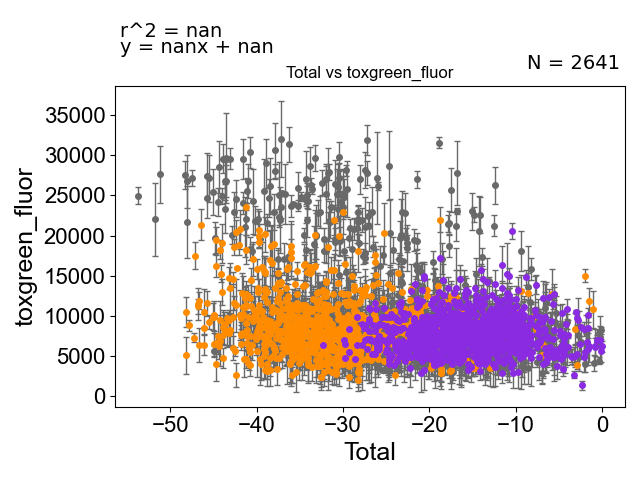 r^2 = nan
y = nanx + nan
N = 2641
Total vs toxgreen_fluor
35000
30000
25000
20000
15000
10000
5000
0
toxgreen_fluor
−50
−40
−30
−20
−10
0
Total